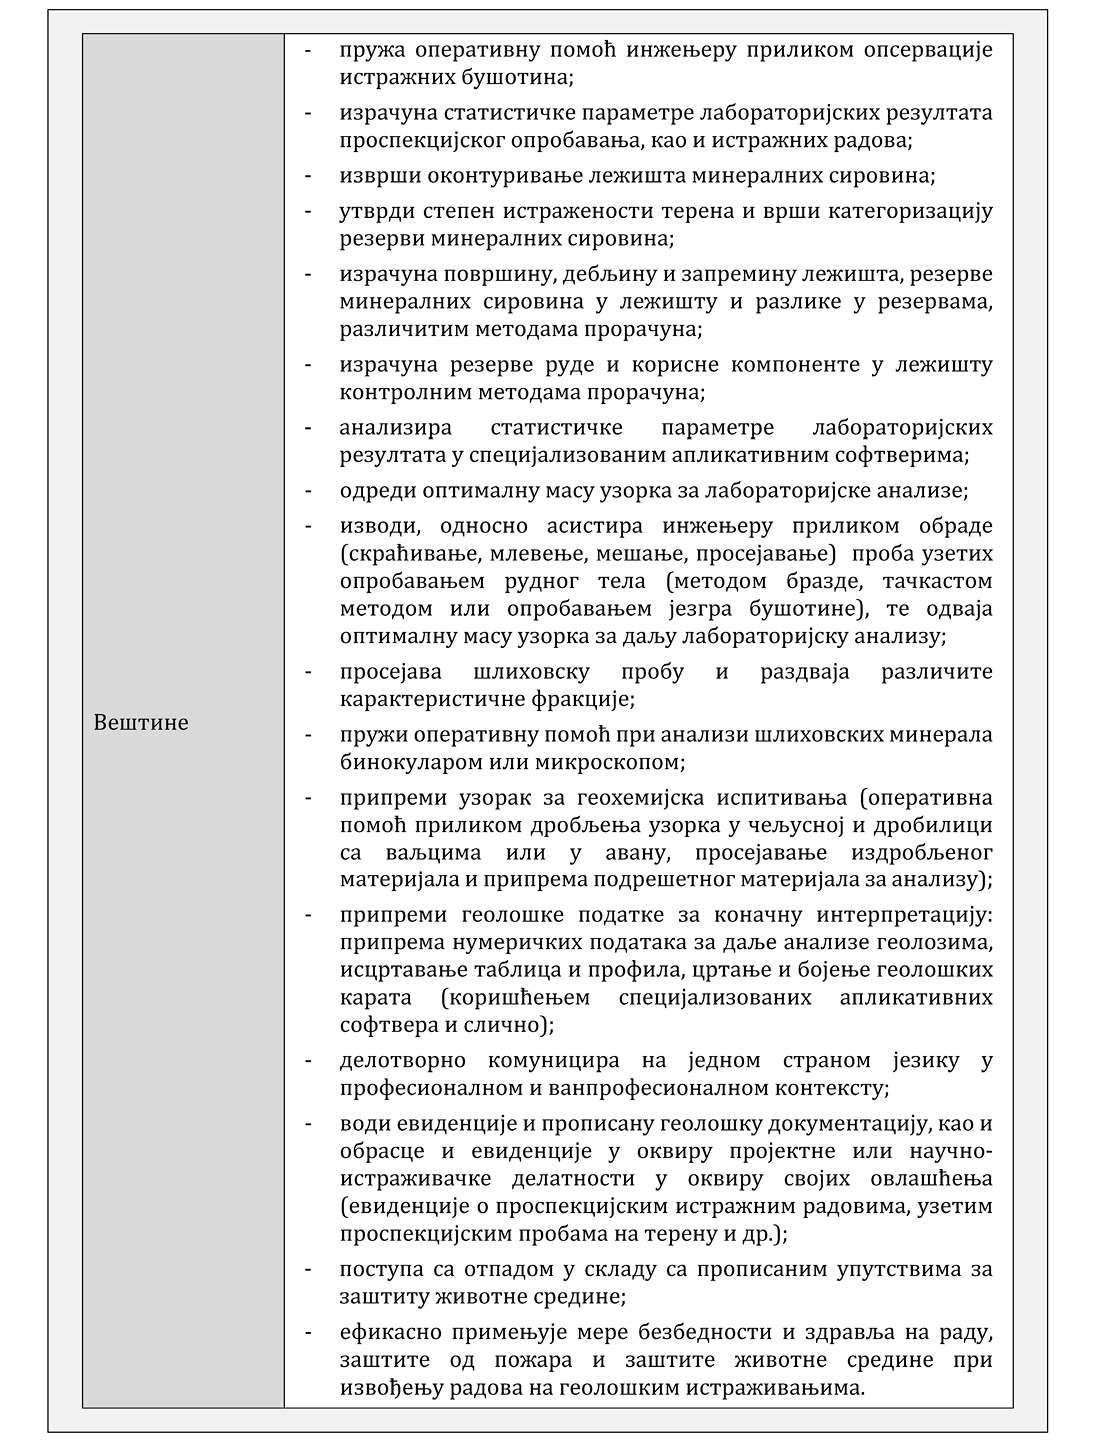 - пружа оперативну помоћ инжењеру приликом опсервације
истражних бушотина;
- израчуна статистичке параметре лабораторијских резултата
проспекцијског опробавања, као и истражних радова;
- изврши оконтуривање лежишта минералних сировина;
- утврди степен истражености терена и врши категоризацију
резерви минералних сировина;
- израчуна површину, дебљину и запремину лежишта, резерве
минералних сировина у лежишту и разлике у резервама,
различитим методама прорачуна;
- израчуна резерве руде и корисне компоненте у лежишту
контролним методама прорачуна;
- анализира статистичке параметре лабораторијских
резултата у специјализованим апликативним софтверима;
- одреди оптималну масу узорка за лабораторијске анализе;
- изводи, односно асистира инжењеру приликом обраде
(скраћивање, млевење, мешање, просејавање) проба узетих
опробавањем рудног тела (методом бразде, тачкастом
методом или опробавањем језгра бушотине), те одваја
оптималну масу узорка за даљу лабораторијску анализу;
- просејава шлиховску пробу и раздваја различите
карактеристичне фракције;
Вештине
- пружи оперативну помоћ при анализи шлиховских минерала
бинокуларом или микроскопом;
- припреми узорак за геохемијска испитивања (оперативна
помоћ приликом дробљења узорка у чељусној и дробилици
са ваљцима или у авану, просејавање издробљеног
материјала и припрема подрешетног материјала за анализу);
- припреми геолошке податке за коначну интерпретацију:
припрема нумеричких података за даље анализе геолозима,
исцртавање таблица и профила, цртање и бојење геолошких
карата (коришћењем специјализованих апликативних
софтвера и слично);
- делотворно комуницира на једном страном језику у
професионалном и ванпрофесионалном контексту;
- води евиденције и прописану геолошку документацију, као и
обрасце и евиденције у оквиру пројектне или научно-
истраживачке делатности у оквиру својих овлашћења
(евиденције о проспекцијским истражним радовима, узетим
проспекцијским пробама на терену и др.);
- поступа са отпадом у складу са прописаним упутствима за
заштиту животне средине;
- ефикасно примењује мере безбедности и здравља на раду,
заштите од пожара и заштите животне средине при
извођењу радова на геолошким истраживањима.